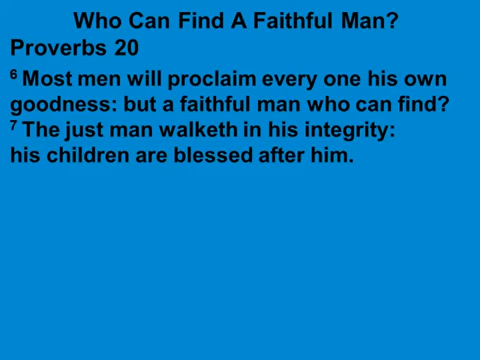 Who Can Find A Faithful Man?
Proverbs 20
6 Most men will proclaim every one his own
goodness: but a faithful man who can find?
7 The just man walketh in his integrity:
his children are blessed after him.